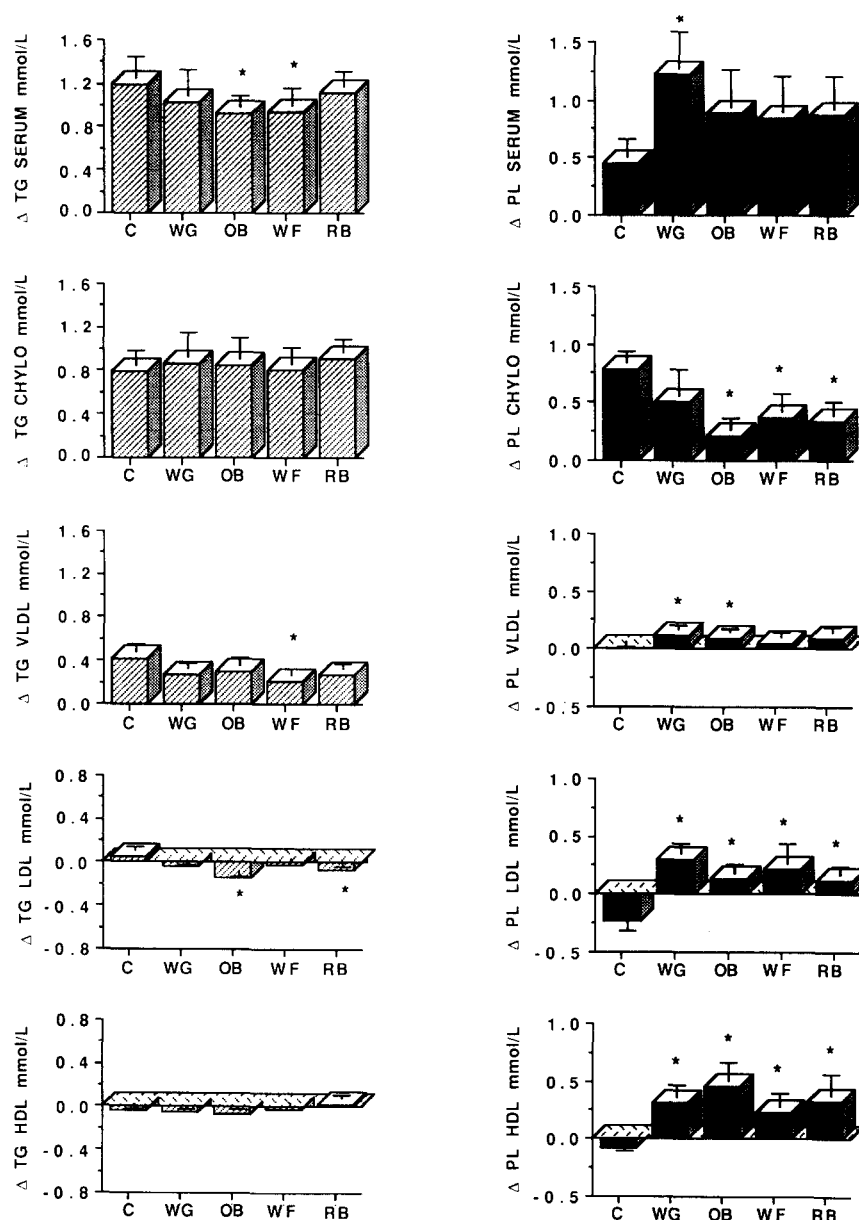 Δ TG SERUM mmol/L
1.6
1.2
0.8
0.4
0.0
* *
C WG OB WF RB
Δ PL SERUM mmol/L
1.5
1.0
0.5
0.0
*
C WG OB WF RB
Δ TG CHYLO mmol/L
1.6
1.2
0.8
0.4
0.0
C WG OB WF RB
Δ PL CHYLO mmol/L
1.5
1.0
0.5
0.0
* * *
C WG OB WF RB
Δ TG VLDL mmol/L
1.6
1.2
0.8
0.4
0.0
*
C WG OB WF RB
Δ PL VLDL mmol/L
1.0
0.5
0.0
-0.5
* *
C WG OB WF RB
Δ TG LDL mmol/L
0.8
0.4
0.0
-0.4
-0.8
* *
C WG OB WF RB
Δ PL LDL mmol/L
1.0
0.5
0.0
-0.5
* * * *
C WG OB WF RB
Δ TG HDL mmol/L
0.8
0.4
0.0
-0.4
-0.8
C WG OB WF RB
Δ PL HDL mmol/L
1.0
0.5
0.0
-0.5
* * * *
C WG OB WF RB